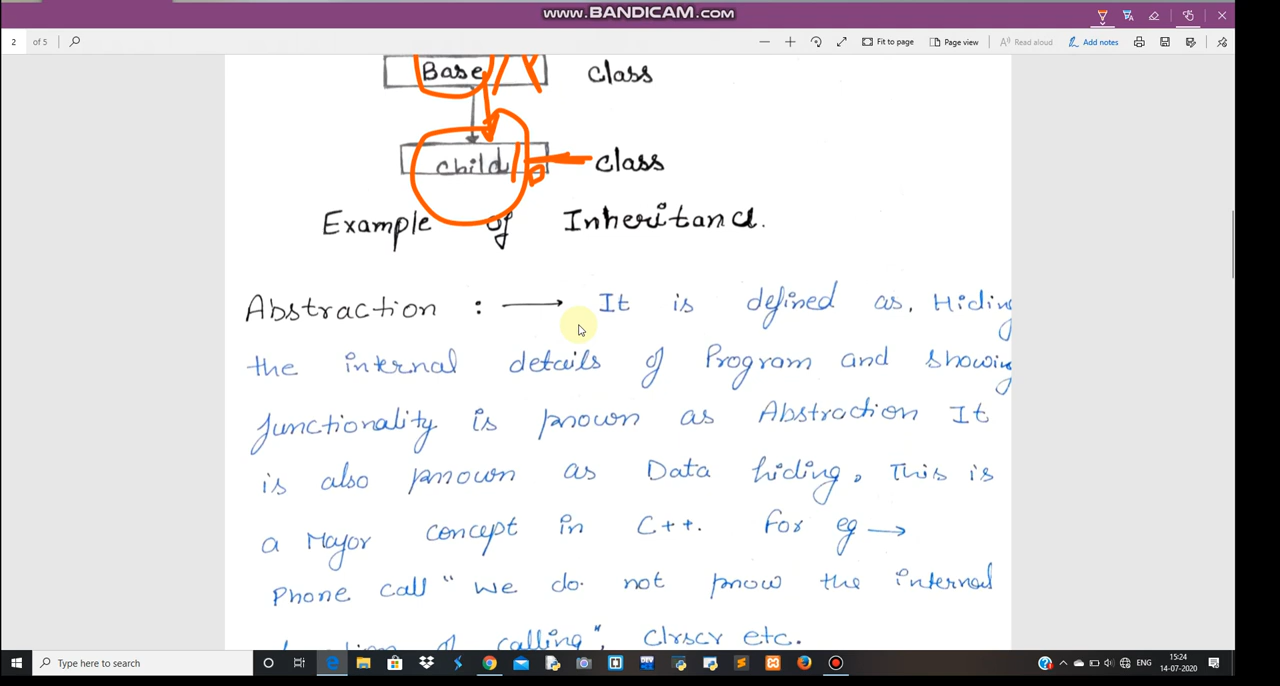 www.BANDICAM.com
2 of 5 Fit to page Page view Read aloud Add notes
Base class
child class
Example of Inheritance.
Abstraction : → It is defined as, Hiding
the internal details of Program and showing
functionality is known as Abstraction It
is also known as Data hiding. This is
a Major concept in C++. For eg →
Phone call " We do not know the internal
of calling", Clrscr etc.
Type here to search
ENG
15:24
14-07-2020